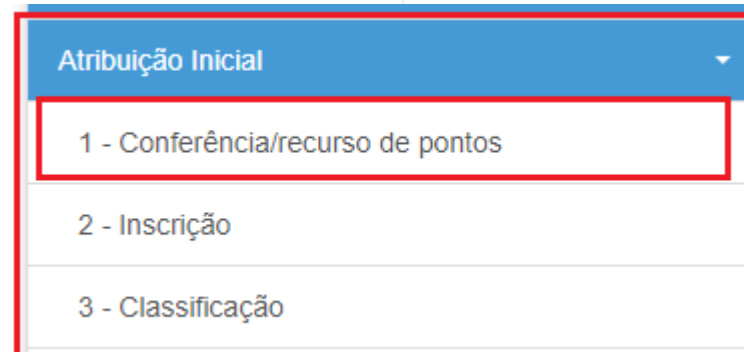 Atribuição Inicial
1 - Conferência/recurso de pontos
2 - Inscrição
3 - Classificação